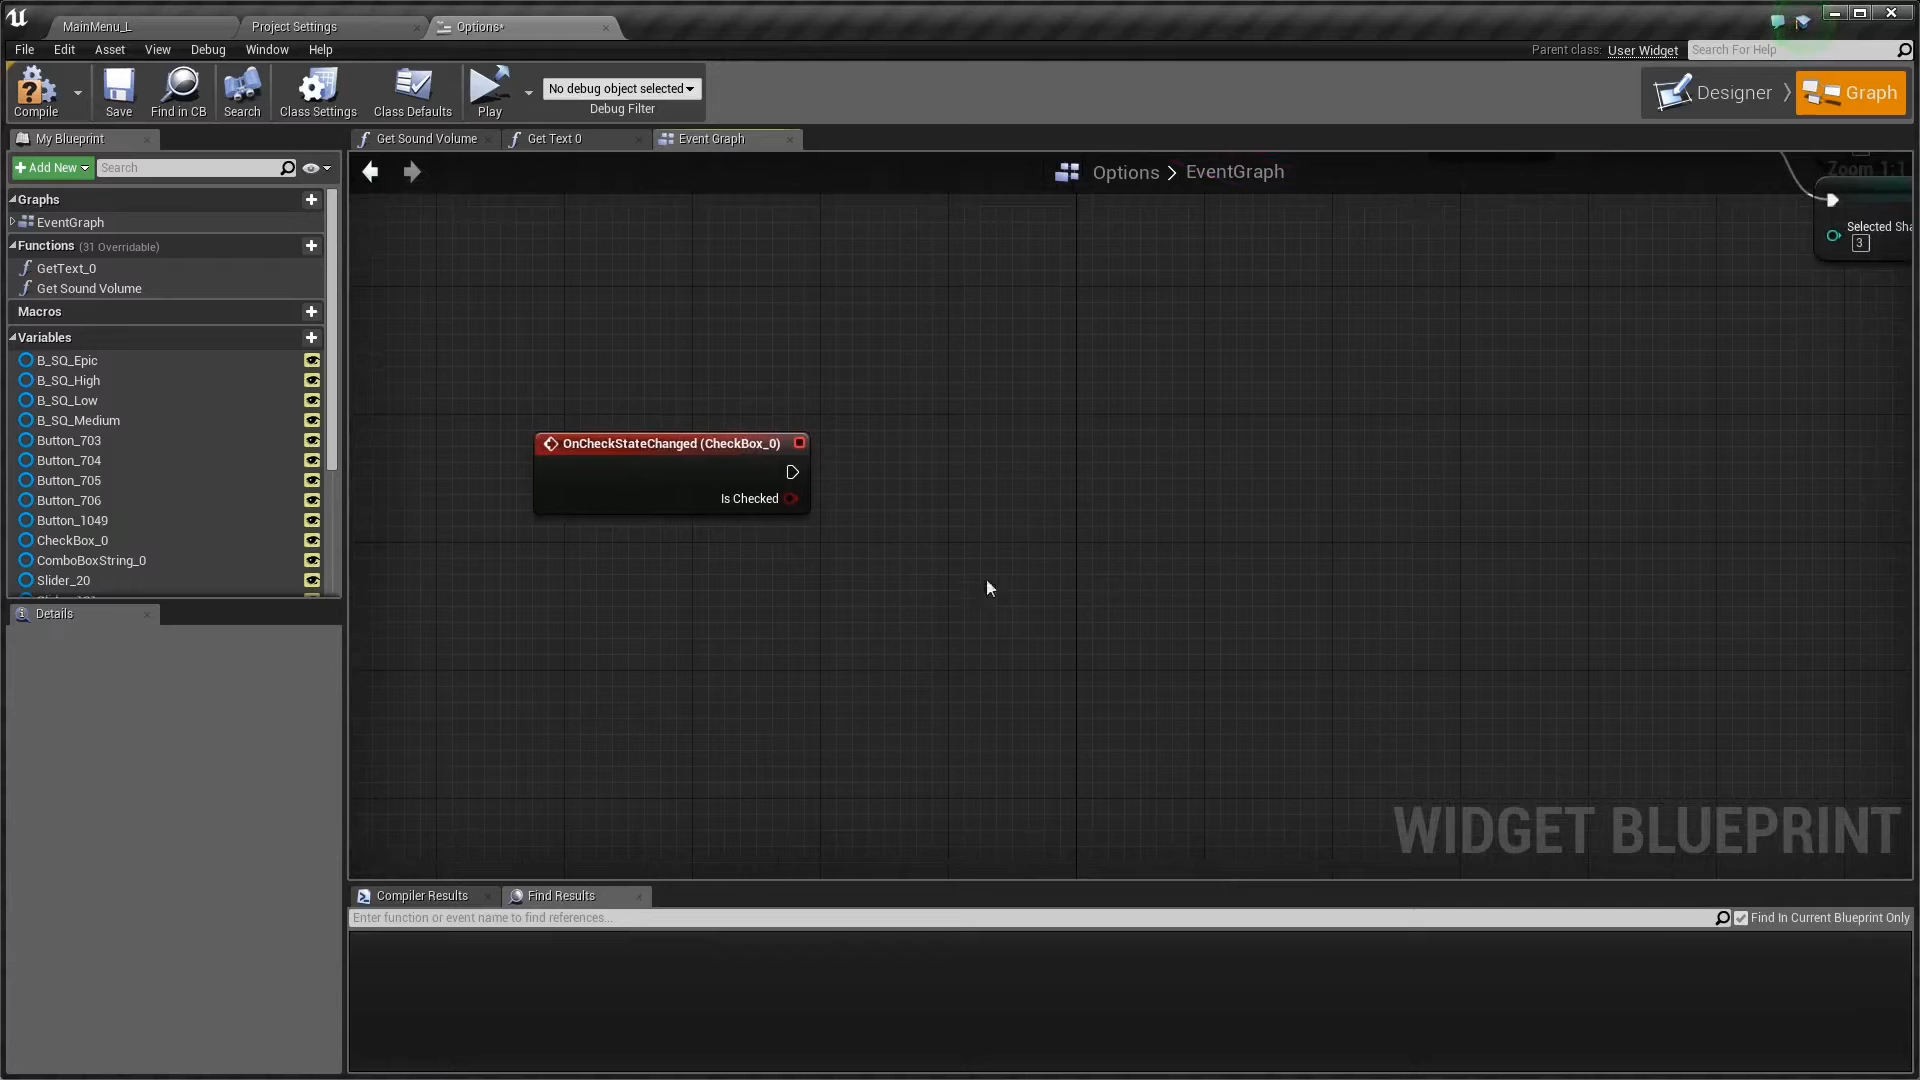 MainMenu_L
Project Settings
Options*
File Edit Asset View Debug Window Help
Parent class: User Widget
Search For Help
Compile
Save
Find in CB
Search
Class Settings
Class Defaults
Play
No debug object selected
Debug Filter
Designer
Graph
My Blueprint
Get Sound Volume
Get Text 0
Event Graph
Add New
Search
Options > EventGraph
Zoom 1:1
Graphs
EventGraph
Functions (31 Overridable)
GetText_0
Get Sound Volume
Macros
Variables
B_SQ_Epic
B_SQ_High
B_SQ_Low
B_SQ_Medium
Button_703
Button_704
Button_705
Button_706
Button_1049
CheckBox_0
ComboBoxString_0
Slider_20
Details
Selected Sha
3
OnCheckStateChanged (CheckBox_0)
Is Checked
WIDGET BLUEPRINT
Compiler Results
Find Results
Enter function or event name to find references...
Find In Current Blueprint Only